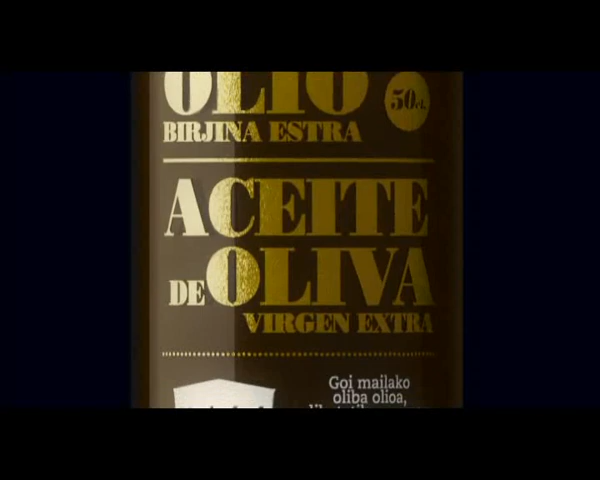 OLIO
50cl.
BIRJINA ESTRA
ACEITE
DE OLIVA
VIRGEN EXTRA
Goi mailako
oliba olioa,